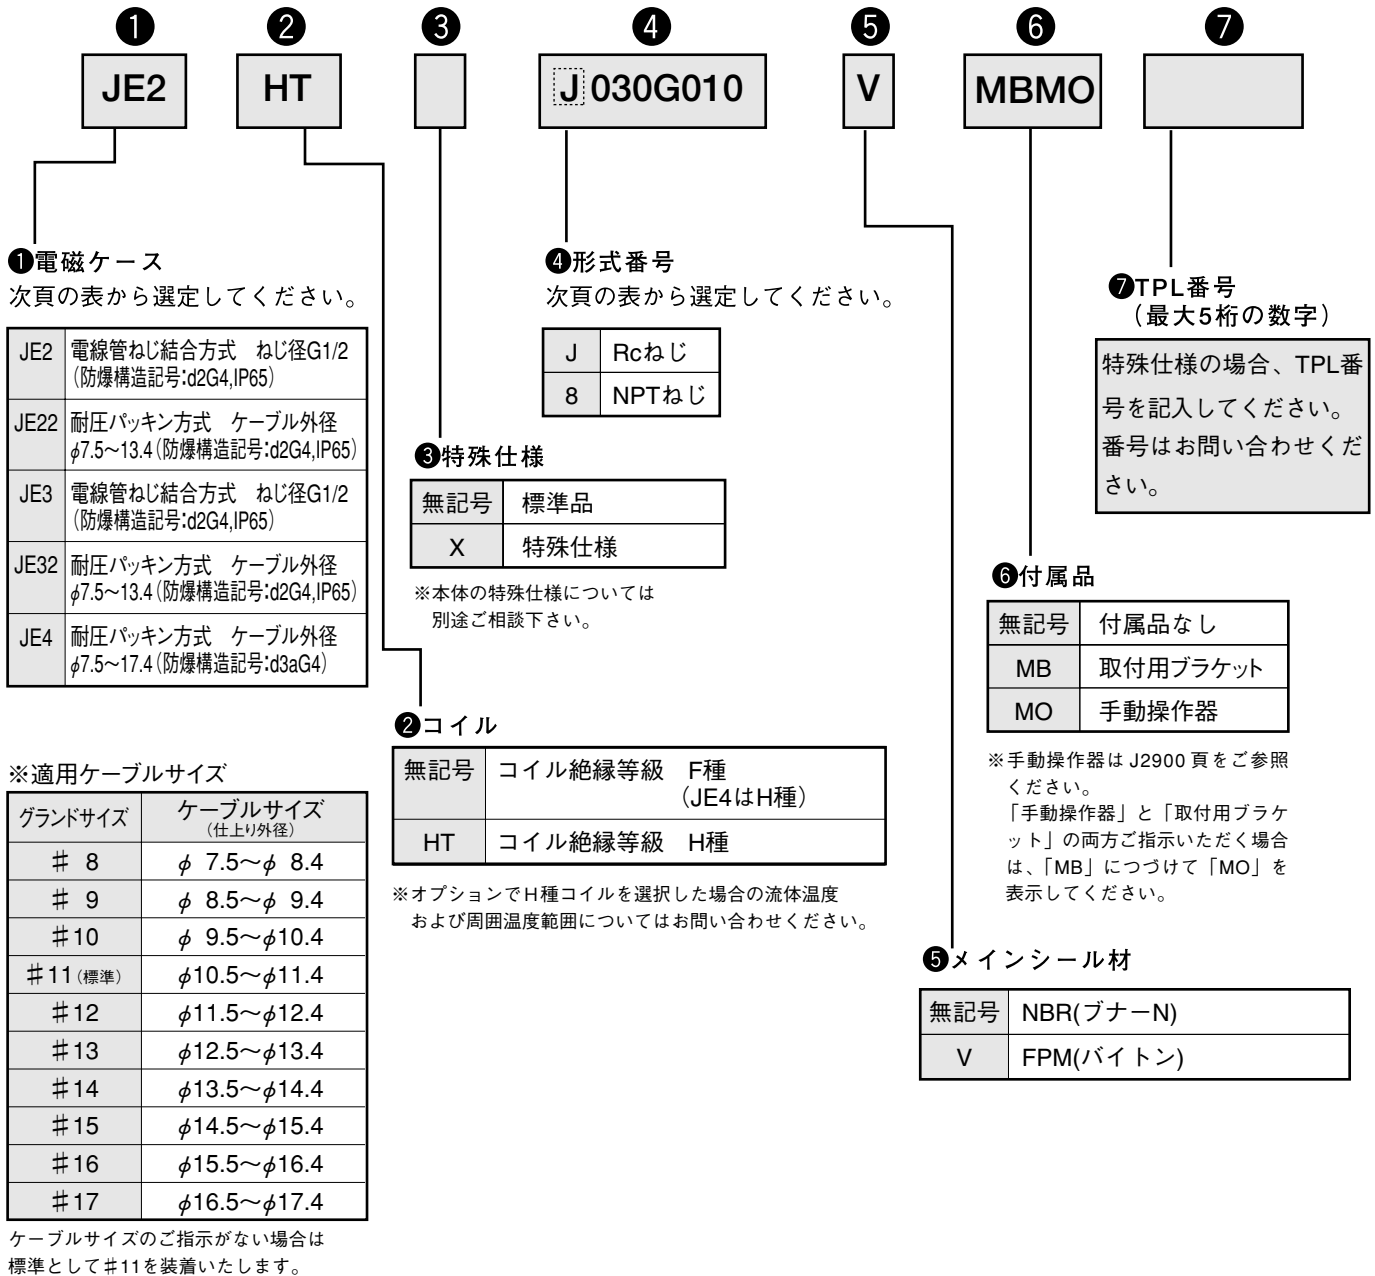 ❶ ❷ ❸ ❹ ❺ ❻ ❼
JE2 HT J 030G010 V MBMO
❶電磁ケース
次頁の表から選定してください。
JE2 電線管ねじ結合方式 ねじ径G1/2
(防爆構造記号:d2G4,IP65)
JE22 耐圧パッキン方式 ケーブル外径
φ7.5〜13.4(防爆構造記号:d2G4,IP65)
JE3 電線管ねじ結合方式 ねじ径G1/2
(防爆構造記号:d2G4,IP65)
JE32 耐圧パッキン方式 ケーブル外径
φ7.5〜13.4(防爆構造記号:d2G4,IP65)
JE4 耐圧パッキン方式 ケーブル外径
φ7.5〜17.4(防爆構造記号:d3aG4)
※適用ケーブルサイズ
グランドサイズ ケーブルサイズ
(仕上り外径)
♯ 8 φ 7.5〜φ 8.4
♯ 9 φ 8.5〜φ 9.4
♯10 φ 9.5〜φ10.4
♯11(標準) φ10.5〜φ11.4
♯12 φ11.5〜φ12.4
♯13 φ12.5〜φ13.4
♯14 φ13.5〜φ14.4
♯15 φ14.5〜φ15.4
♯16 φ15.5〜φ16.4
♯17 φ16.5〜φ17.4
ケーブルサイズのご指示がない場合は
標準として♯11を装着いたします。
❹形式番号
次頁の表から選定してください。
J Rcねじ
8 NPTねじ
❸特殊仕様
無記号 標準品
X 特殊仕様
※本体の特殊仕様については
別途ご相談下さい。
❷コイル
無記号 コイル絶縁等級 F種
(JE4はH種)
HT コイル絶縁等級 H種
※オプションでH種コイルを選択した場合の流体温度
および周囲温度範囲についてはお問い合わせください。
❼TPL番号
(最大5桁の数字)
特殊仕様の場合、TPL番
号を記入してください。
番号はお問い合わせくだ
さい。
❻付属品
無記号 付属品なし
MB 取付用ブラケット
MO 手動操作器
※手動操作器は J2900 頁をご参照
ください。
「手動操作器」と「取付用ブラケ
ット」の両方ご指示いただく場合
は、「MB」につづけて「MO」を
表示してください。
❺メインシール材
無記号 NBR(ブナーN)
V FPM(バイトン)